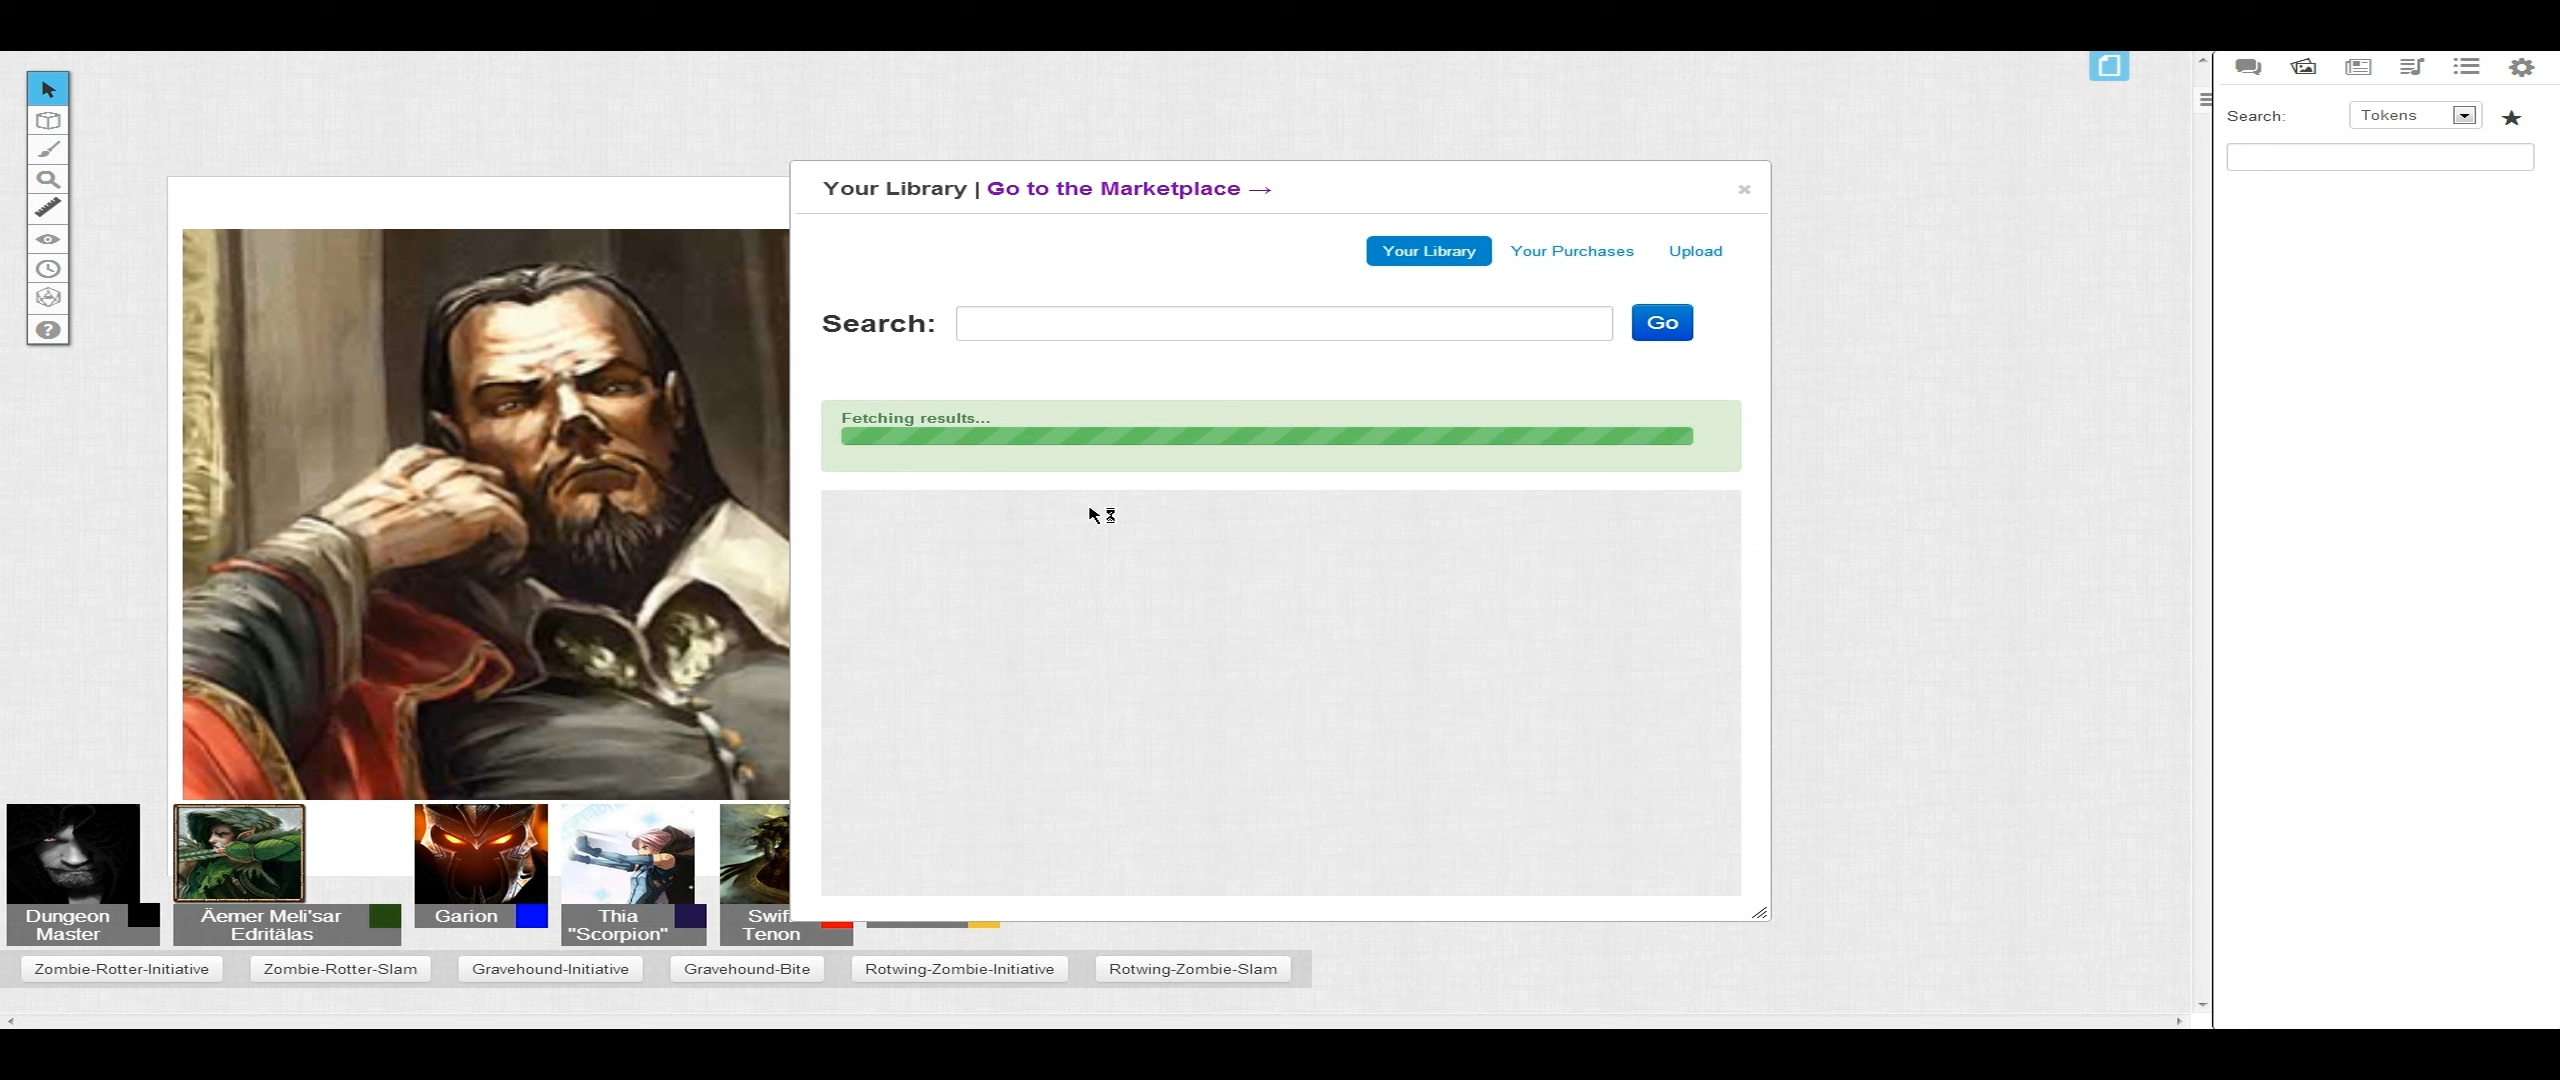 Search:
Tokens
Your Library | Go to the Marketplace →
Your Library
Your Purchases
Upload
Search:
Go
Fetching results...
Dungeon
Master
Äemer Meli'sar
Edritälas
Garion
Thia
"Scorpion"
Tenon
Zombie-Rotter-Initiative
Zombie-Rotter-Slam
Gravehound-Initiative
Gravehound-Bite
Rotwing-Zombie-Initiative
Rotwing-Zombie-Slam